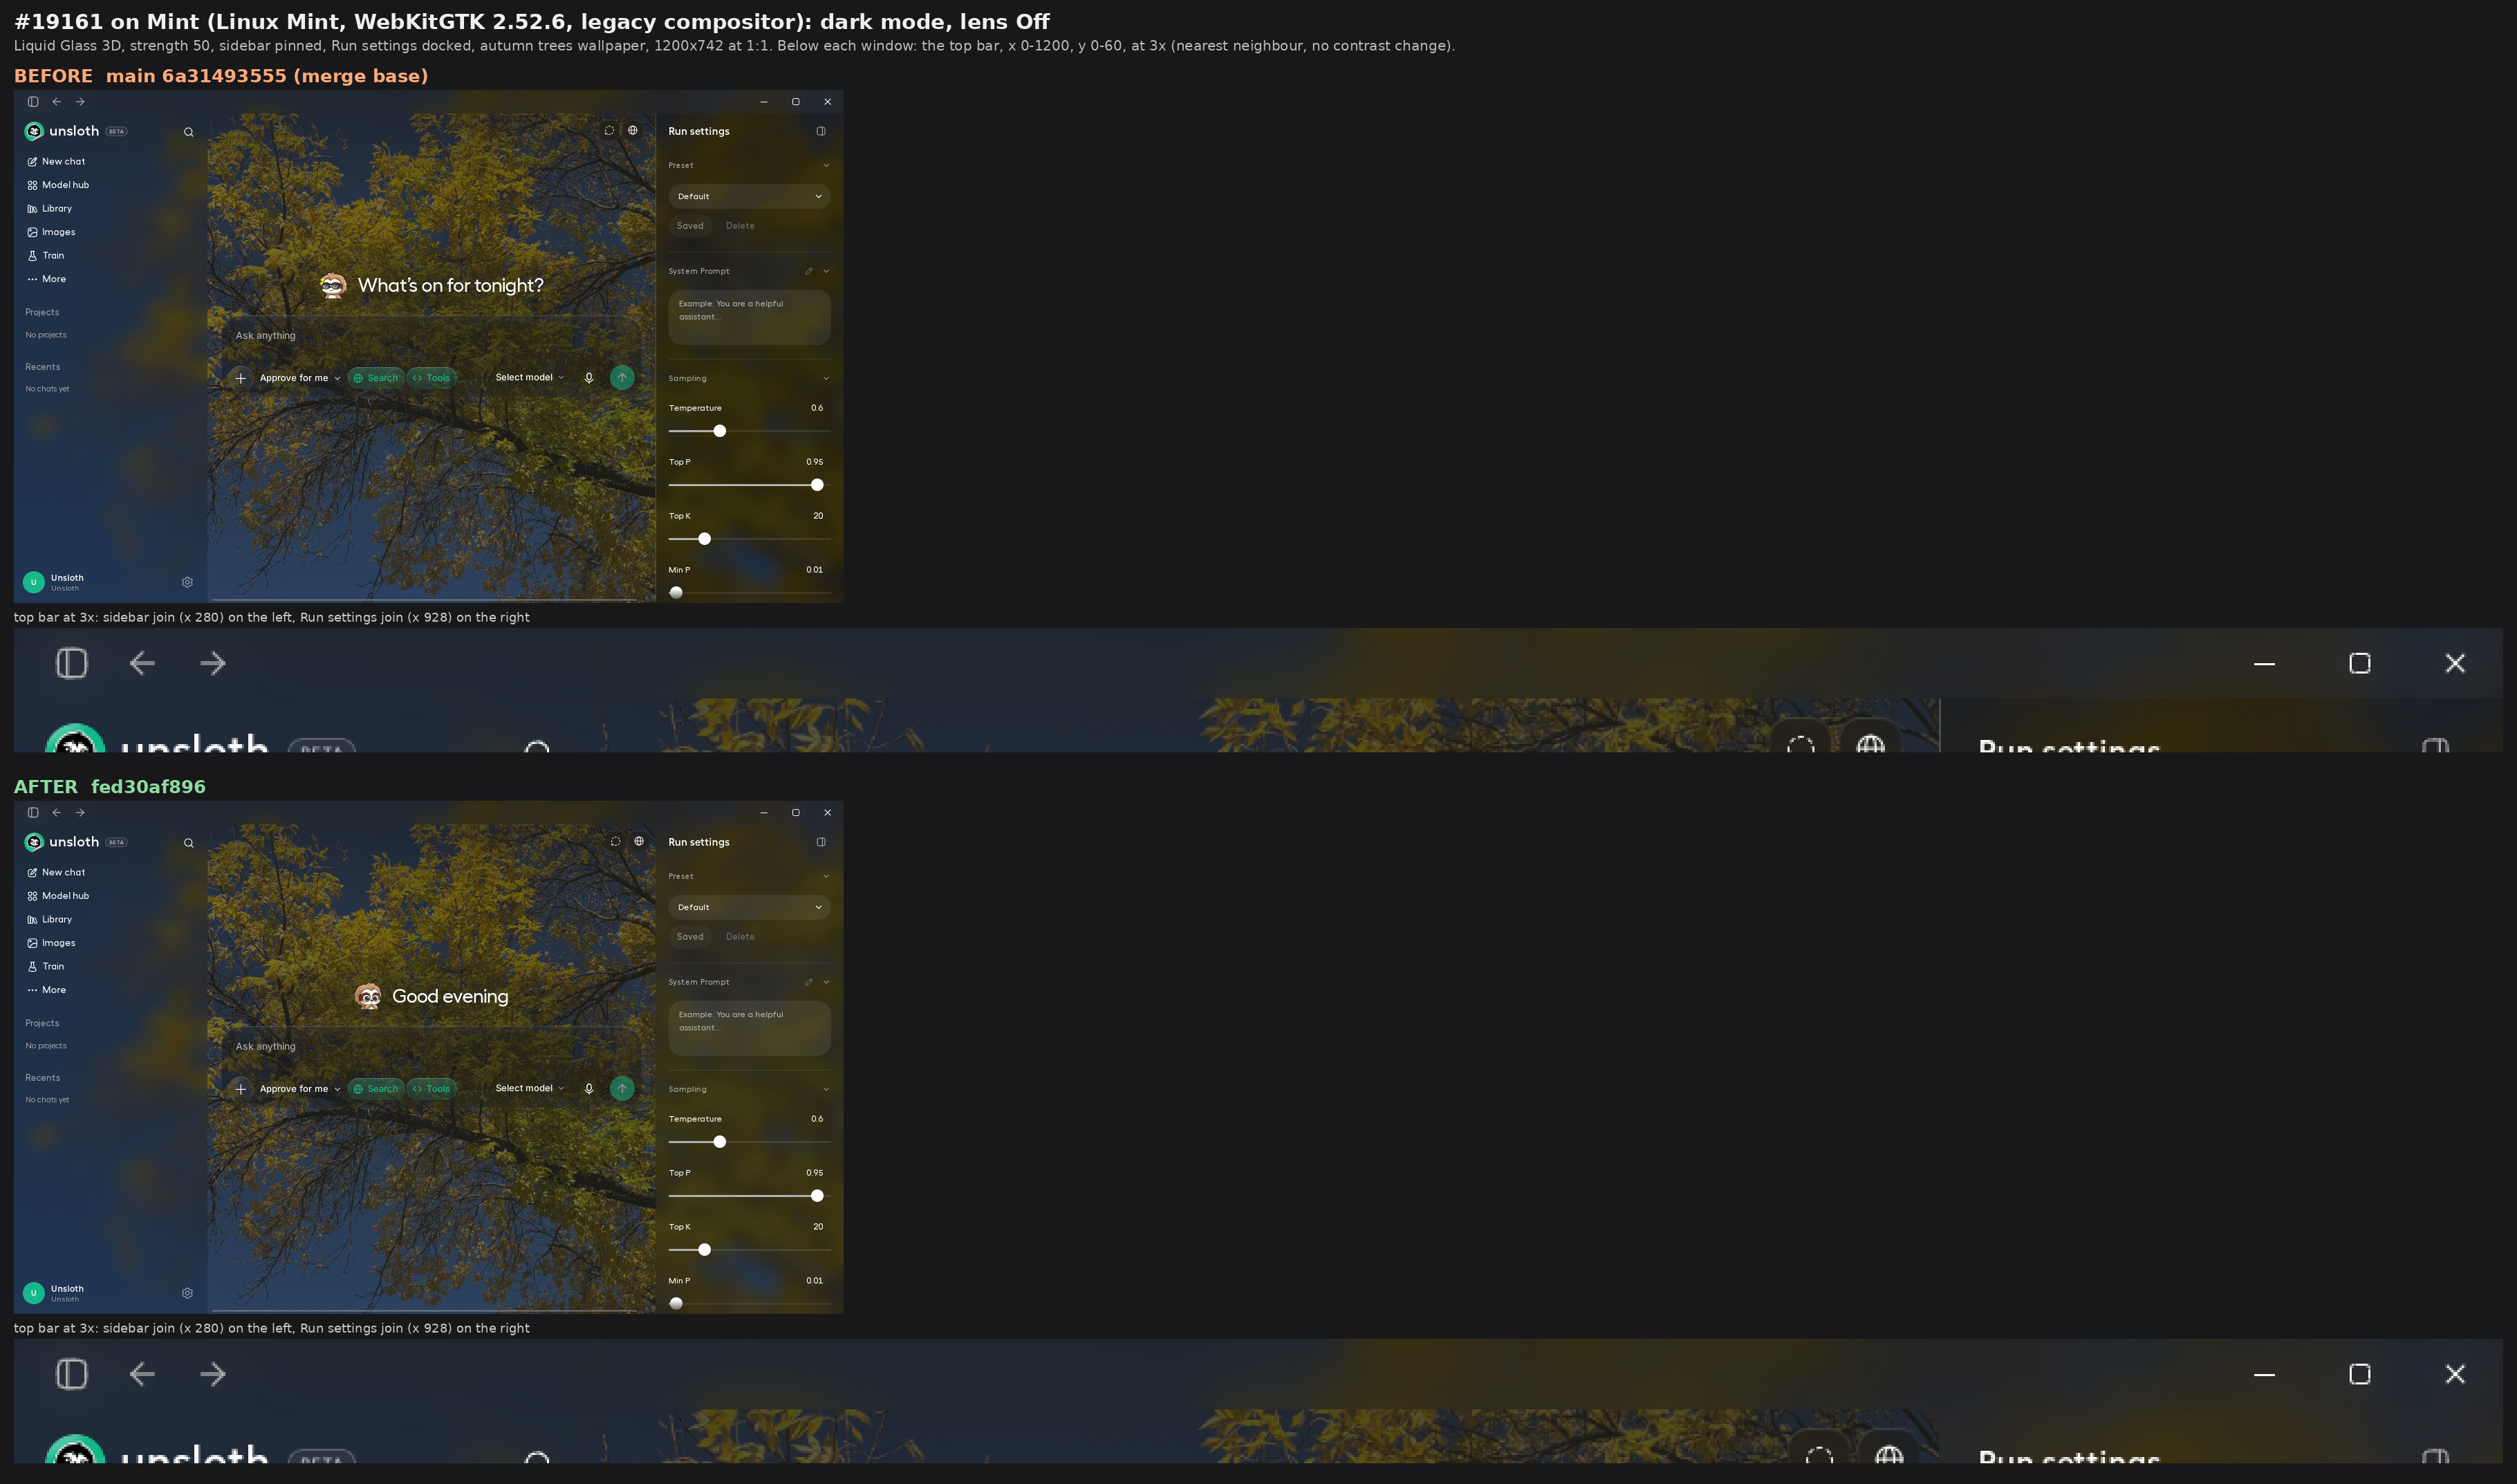 #19161 on Mint (Linux Mint, WebKitGTK 2.52.6, legacy compositor): dark mode, lens Off
Liquid Glass 3D, strength 50, sidebar pinned, Run settings docked, autumn trees wallpaper, 1200x742 at 1:1. Below each window: the top bar, x 0-1200, y 0-60, at 3x (nearest neighbour, no contrast change).
BEFORE main 6a31493555 (merge base)
unsloth BETA
Run settings
New chat
Preset
Model hub
Default
Library
Saved Delete
Images
Train
System Prompt
More
What's on for tonight?
Example: You are a helpful
assistant...
Projects
No projects
Ask anything
Recents
Approve for me Search Tools Select model
Sampling
No chats yet
Temperature 0.6
Top P 0.95
Top K 20
Min P 0.01
U Unsloth
Unsloth
top bar at 3x: sidebar join (x 280) on the left, Run settings join (x 928) on the right
unsloth BETA
Run settings
AFTER fed30af896
unsloth BETA
Run settings
New chat
Preset
Model hub
Default
Library
Saved Delete
Images
Train
System Prompt
More
Good evening
Example: You are a helpful
assistant...
Projects
No projects
Ask anything
Recents
Approve for me Search Tools Select model
Sampling
No chats yet
Temperature 0.6
Top P 0.95
Top K 20
Min P 0.01
U Unsloth
Unsloth
top bar at 3x: sidebar join (x 280) on the left, Run settings join (x 928) on the right
unsloth BETA
Run settings